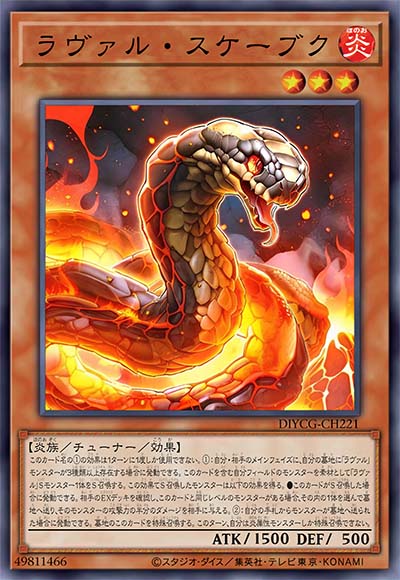 ラヴァル・スケーブク
ほのお
炎
DIYCG-CH221
【炎族／チューナー／効果】
このカード名の①の効果は1ターンに1度しか使用できない。①：自分・相手のメインフェイズに、自分の墓地に「ラヴァル」
モンスターが3種類以上存在する場合に発動できる。このカードを含む自分フィールドのモンスターを素材として「ラヴァ
ル」Sモンスター1体をS召喚する。この効果でS召喚したモンスターは以下の効果を得る。●このカードがS召喚した場
合に発動できる。相手のEXデッキを確認し、このカードと同じレベルのモンスターがある場合、その内の1体を選んで墓
地へ送り、そのモンスターの攻撃力の半分のダメージを相手に与える。②：自分の手札からモンスターが墓地へ送られ
た場合に発動できる。墓地のこのカードを特殊召喚する。このターン、自分は炎属性モンスターしか特殊召喚できない。
ATK/1500 DEF/ 500
49811466 ©スタジオ・ダイス／集英社・テレビ東京・KONAMI